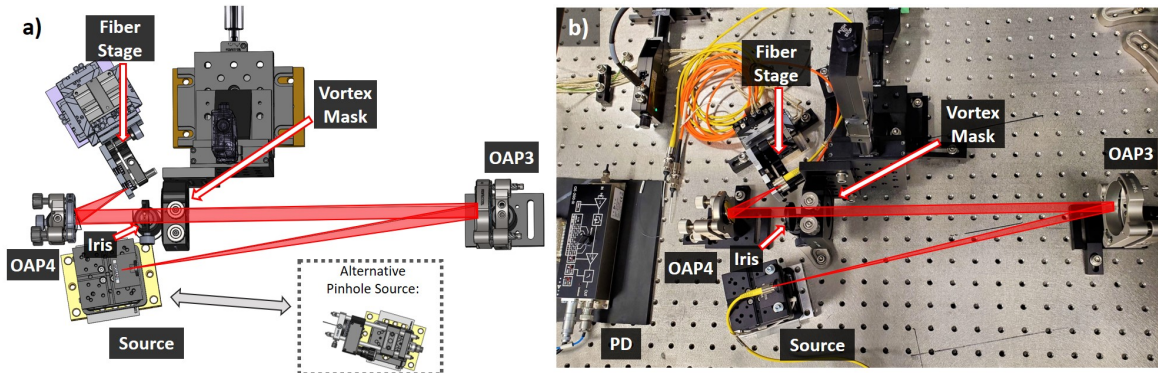 a)
Fiber
Stage
Vortex
Mask
OAP3
Iris
OAP4
Source
Alternative
Pinhole Source:
b)
Fiber
Stage
Vortex
Mask
OAP3
OAP4
Iris
PD
Source